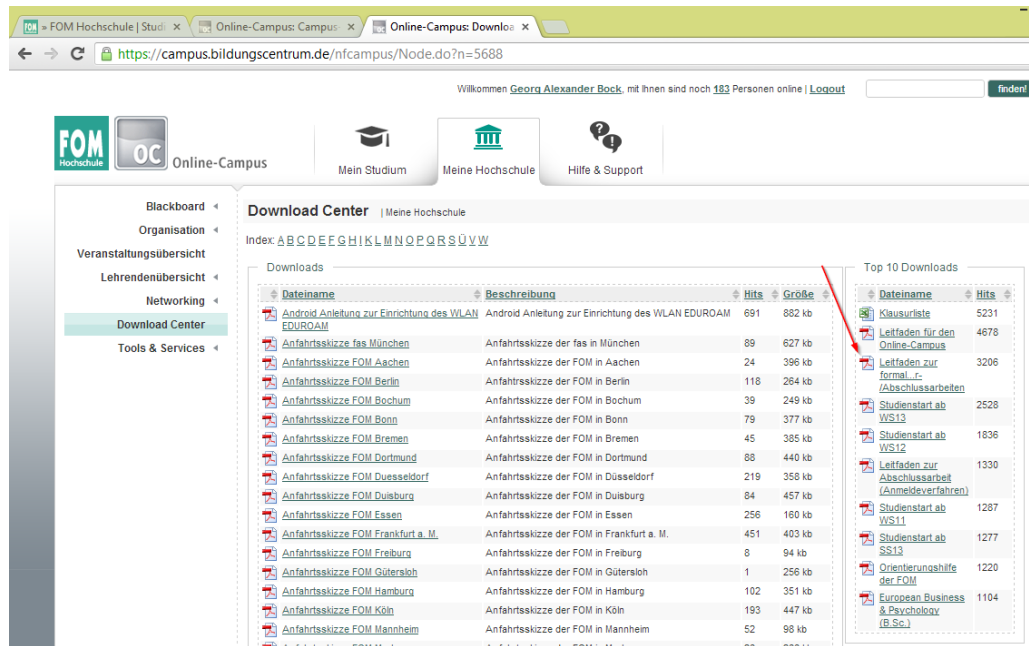 » FOM Hochschule | Studi
Online-Campus: Campus-
Online-Campus: Downloa
https://campus.bildungscentrum.de/nfcampus/Node.do?n=5688
Willkommen Georg Alexander Bock, mit Ihnen sind noch 183 Personen online | Logout
finden!
FOM
Hochschule
OC
Online-Campus
Mein Studium
Meine Hochschule
Hilfe & Support
Blackboard
Organisation
Veranstaltungsübersicht
Lehrendenübersicht
Networking
Download Center
Tools & Services
Download Center | Meine Hochschule
Index: A B C D E F G H I K L M N O P Q R S Ü V W
Downloads
Dateiname Beschreibung Hits Größe
Android Anleitung zur Einrichtung des WLAN EDUROAM Android Anleitung zur Einrichtung des WLAN EDUROAM 691 882 kb
Anfahrtsskizze fas München Anfahrtsskizze der fas in München 89 627 kb
Anfahrtsskizze FOM Aachen Anfahrtsskizze der FOM in Aachen 24 396 kb
Anfahrtsskizze FOM Berlin Anfahrtsskizze der FOM in Berlin 118 264 kb
Anfahrtsskizze FOM Bochum Anfahrtsskizze der FOM in Bochum 39 249 kb
Anfahrtsskizze FOM Bonn Anfahrtsskizze der FOM in Bonn 79 377 kb
Anfahrtsskizze FOM Bremen Anfahrtsskizze der FOM in Bremen 45 385 kb
Anfahrtsskizze FOM Dortmund Anfahrtsskizze der FOM in Dortmund 88 440 kb
Anfahrtsskizze FOM Duesseldorf Anfahrtsskizze der FOM in Düsseldorf 219 358 kb
Anfahrtsskizze FOM Duisburg Anfahrtsskizze der FOM in Duisburg 84 457 kb
Anfahrtsskizze FOM Essen Anfahrtsskizze der FOM in Essen 256 160 kb
Anfahrtsskizze FOM Frankfurt a. M. Anfahrtsskizze der FOM in Frankfurt a. M. 451 403 kb
Anfahrtsskizze FOM Freiburg Anfahrtsskizze der FOM in Freiburg 8 94 kb
Anfahrtsskizze FOM Gütersloh Anfahrtsskizze der FOM in Gütersloh 1 256 kb
Anfahrtsskizze FOM Hamburg Anfahrtsskizze der FOM in Hamburg 102 351 kb
Anfahrtsskizze FOM Köln Anfahrtsskizze der FOM in Köln 193 447 kb
Anfahrtsskizze FOM Mannheim Anfahrtsskizze der FOM in Mannheim 52 98 kb
Top 10 Downloads
Dateiname Hits
Klausurliste 5231
Leitfaden für den 4678
Online-Campus
Leitfaden zur 3206
formal...r-
/Abschlussarbeiten
Studienstart ab 2528
WS13
Studienstart ab 1836
WS12
Leitfaden zur 1330
Abschlussarbeit
(Anmeldeverfahren)
Studienstart ab 1287
WS11
Studienstart ab 1277
SS13
Orientierungshilfe 1220
der FOM
European Business 1104
& Psychology
(B.Sc.)